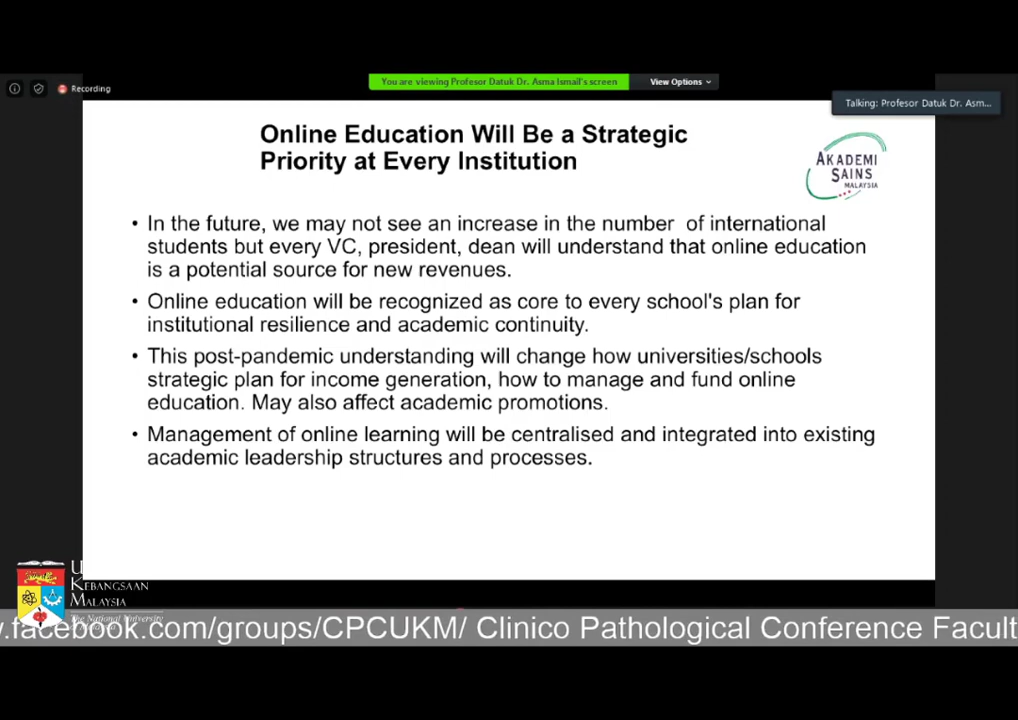 You are viewing Profesor Datuk Dr. Asma Ismail's screen
View Options
Recording
Talking: Profesor Datuk Dr. Asm...
Online Education Will Be a Strategic
Priority at Every Institution
AKADEMI
SAINS
MALAYSIA
• In the future, we may not see an increase in the number of international
students but every VC, president, dean will understand that online education
is a potential source for new revenues.
• Online education will be recognized as core to every school's plan for
institutional resilience and academic continuity.
• This post-pandemic understanding will change how universities/schools
strategic plan for income generation, how to manage and fund online
education. May also affect academic promotions.
• Management of online learning will be centralised and integrated into existing
academic leadership structures and processes.
U
KEBANGSAAN
MALAYSIA
The National University
.facebook.com/groups/CPCUKM/ Clinico Pathological Conference Facult